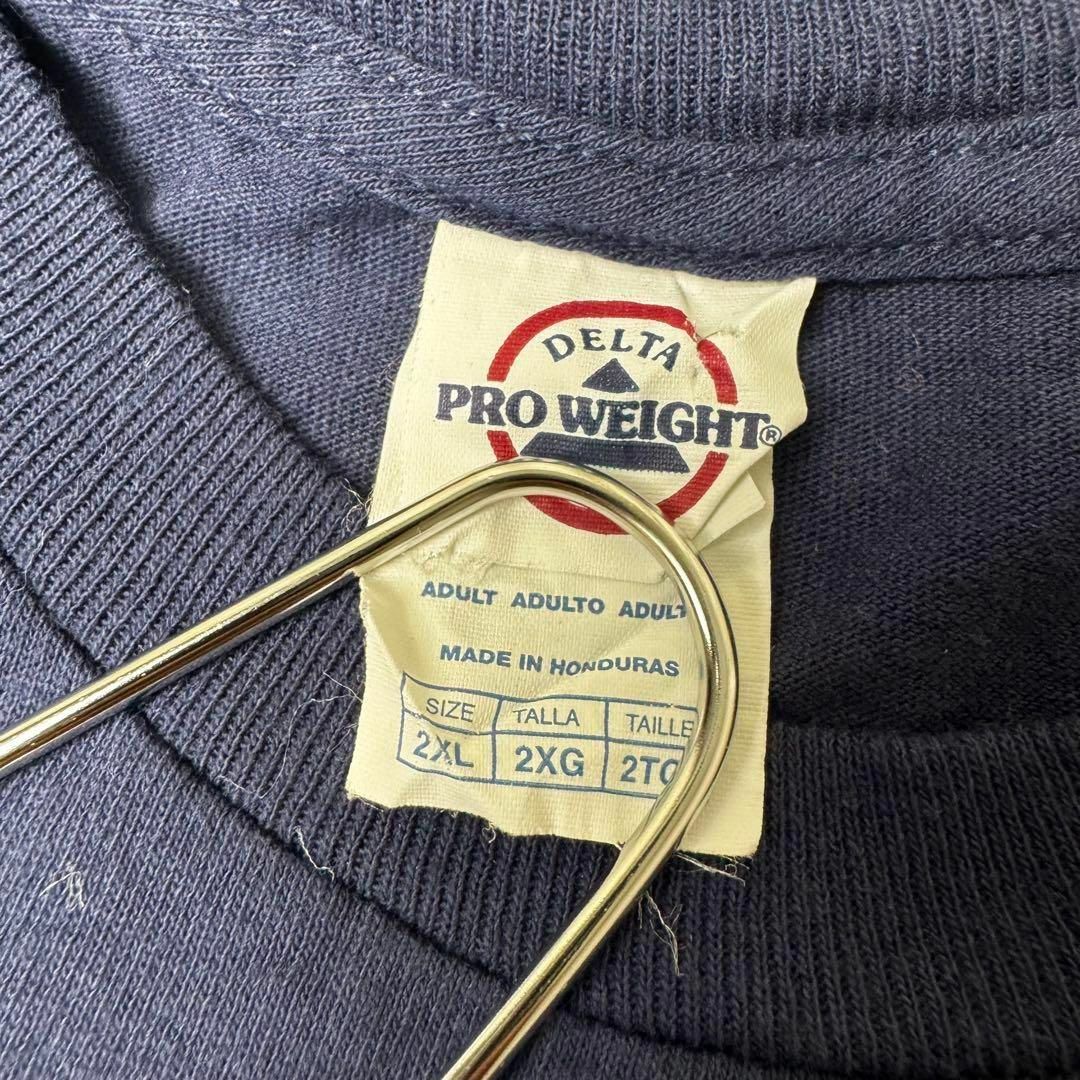 DELTA
PRO WEIGHT®
ADULT ADULTO ADULT
MADE IN HONDURAS
SIZE TALLA TAILLE
2XL 2XG